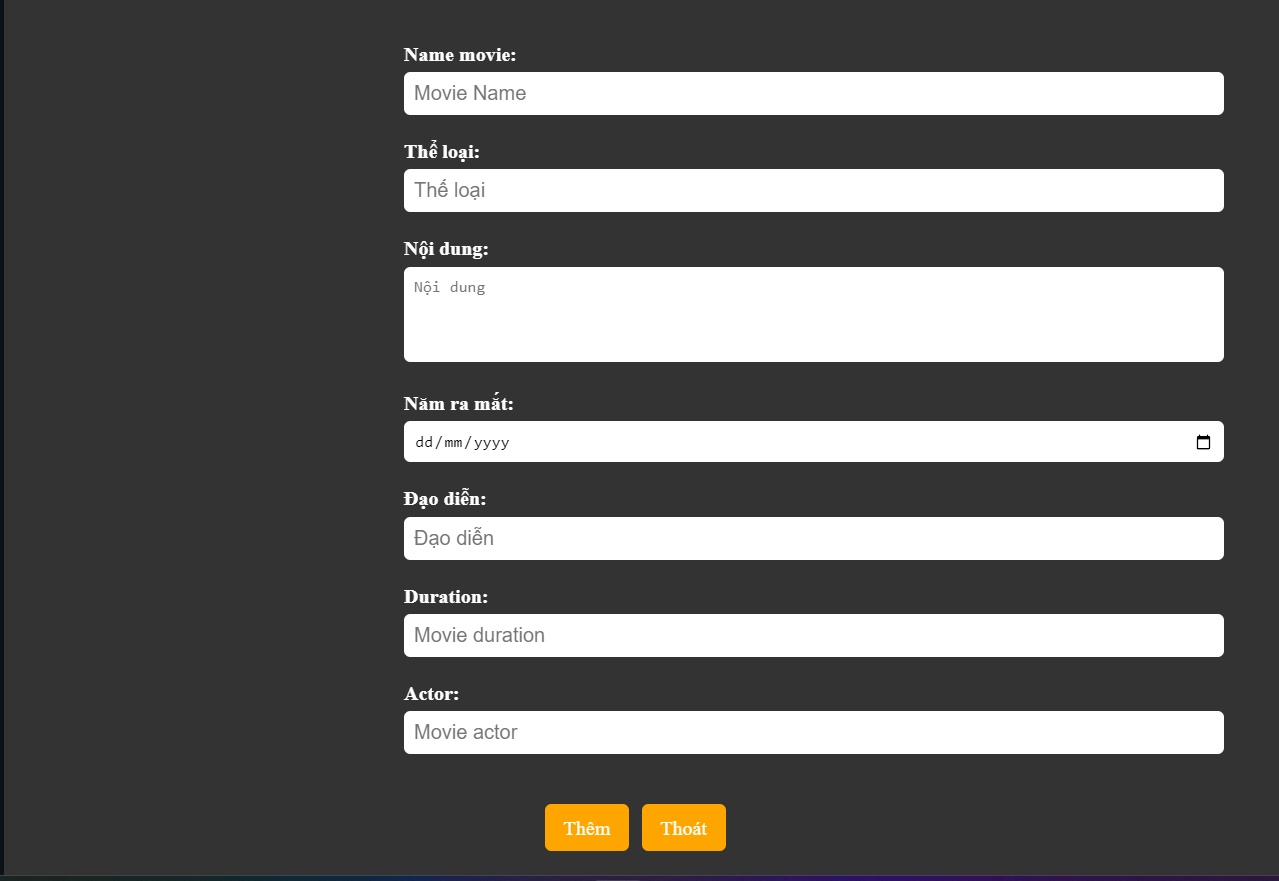 Name movie:
Movie Name
Thể loại:
Thế loại
Nội dung:
Nội dung
Năm ra mắt:
dd/mm/yyyy
Đạo diễn:
Đạo diễn
Duration:
Movie duration
Actor:
Movie actor
Thêm Thoát